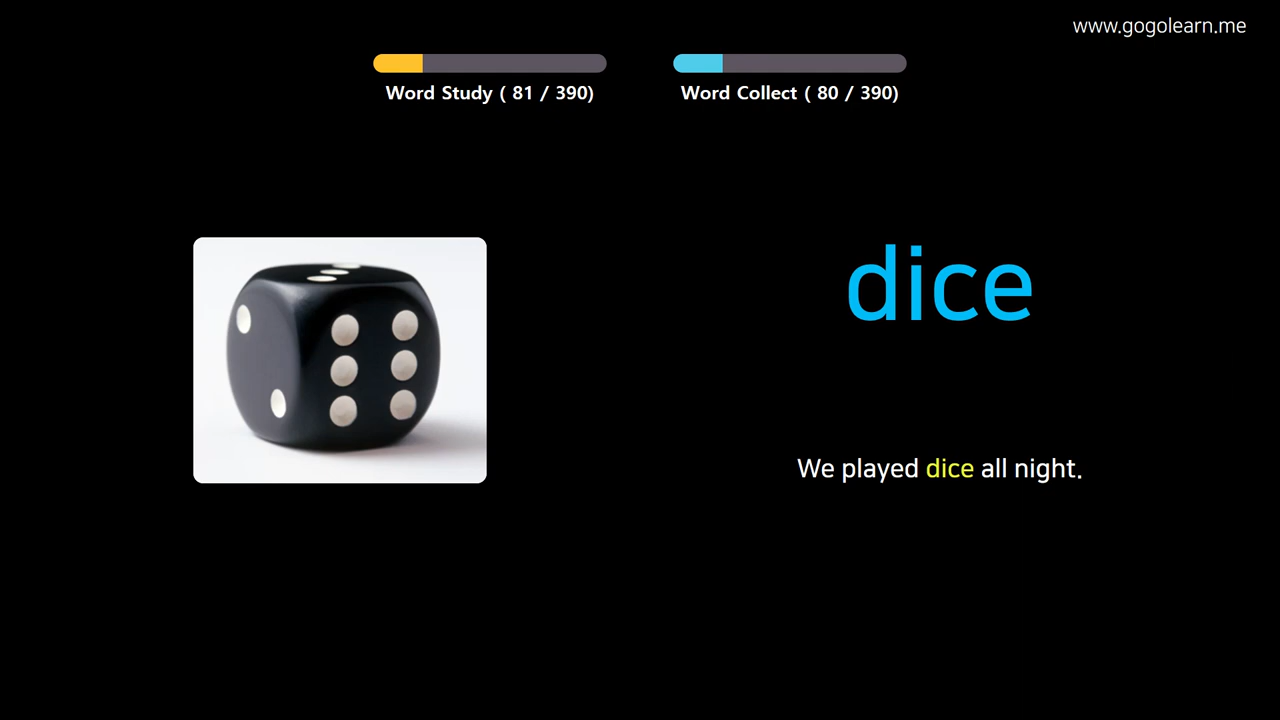 www.gogolearn.me
Word Study ( 81 / 390)
Word Collect ( 80 / 390)
dice
We played dice all night.